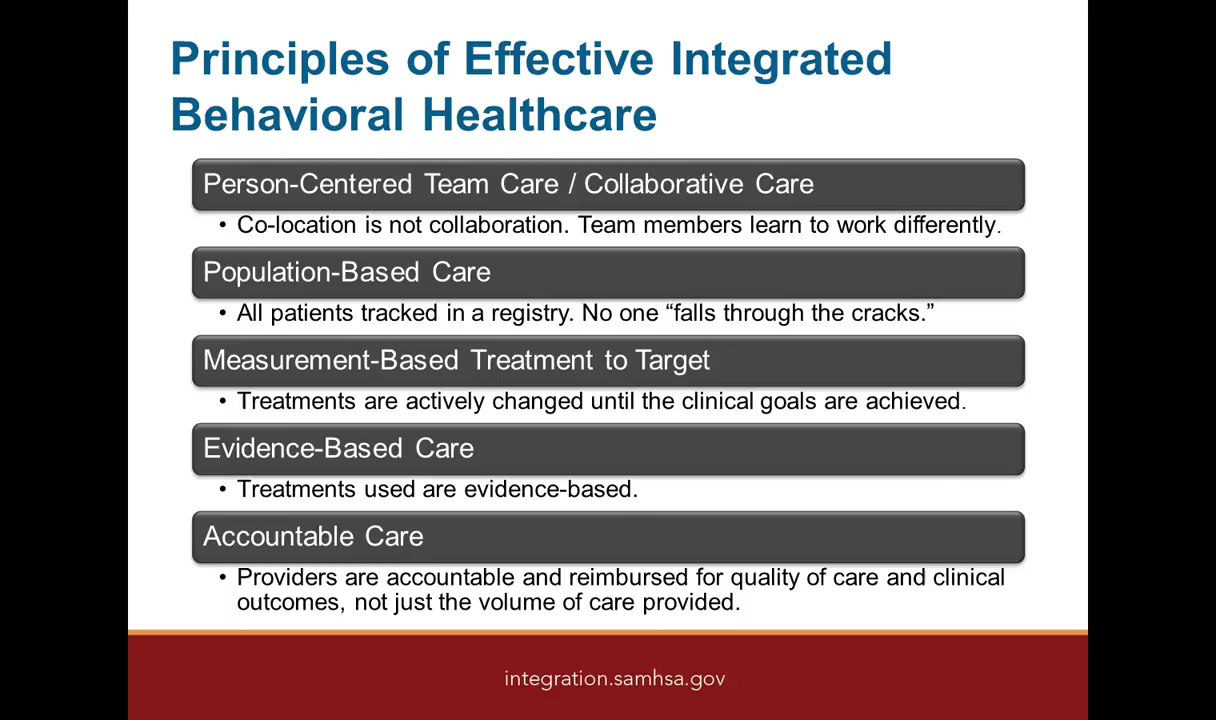 Principles of Effective Integrated
Behavioral Healthcare
Person-Centered Team Care / Collaborative Care
• Co-location is not collaboration. Team members learn to work differently.
Population-Based Care
• All patients tracked in a registry. No one “falls through the cracks.”
Measurement-Based Treatment to Target
• Treatments are actively changed until the clinical goals are achieved.
Evidence-Based Care
• Treatments used are evidence-based.
Accountable Care
• Providers are accountable and reimbursed for quality of care and clinical
outcomes, not just the volume of care provided.
integration.samhsa.gov